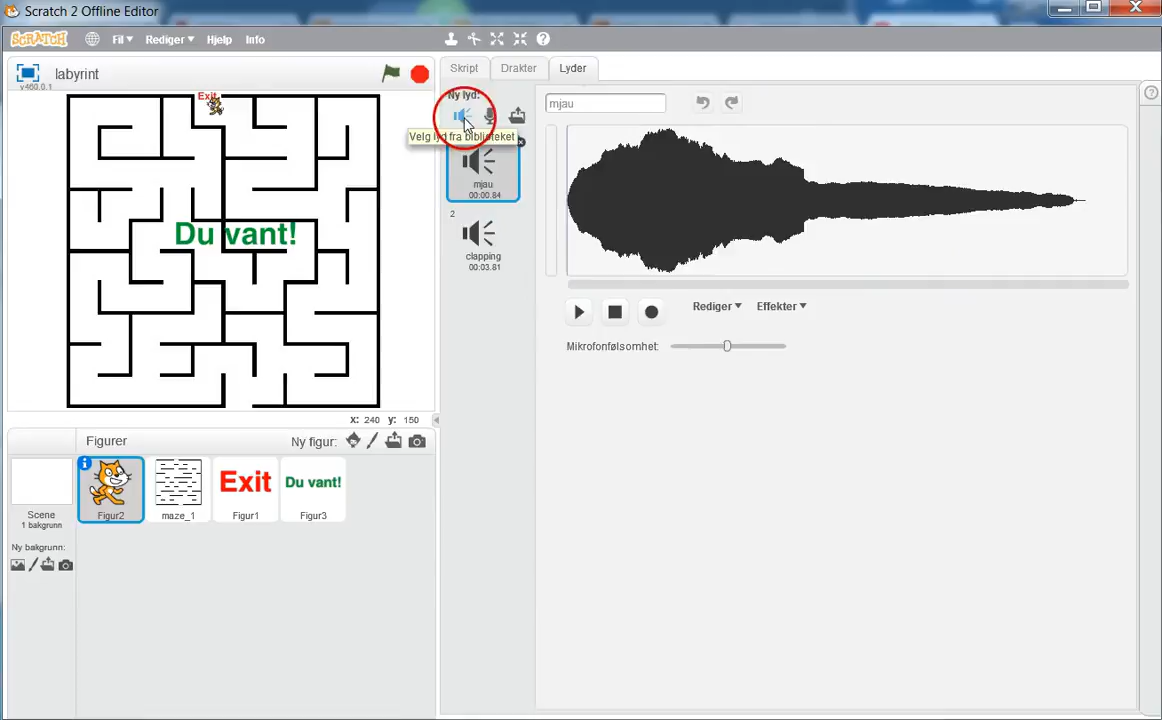 Scratch 2 Offline Editor
SCRATCH
Fil
Rediger
Hjelp
Info
labyrint
v460.0.1
Skript
Drakter
Lyder
Ny lyd:
Velg lyd fra biblioteket
mjau
00:00.84
2
clapping
00:03.81
mjau
Rediger
Effekter
Mikrofonfølsomhet:
Exit
Du vant!
x: 240 y: 150
Figurer
Ny figur:
Scene
1 bakgrunn
Ny bakgrunn:
Figur2
maze_1
Exit
Figur1
Du vant!
Figur3